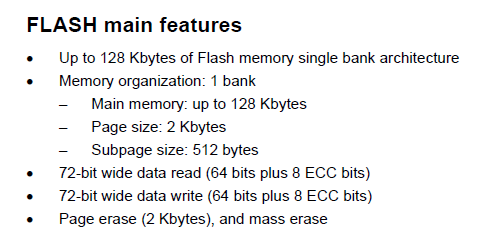 FLASH main features
• Up to 128 Kbytes of Flash memory single bank architecture
• Memory organization: 1 bank
– Main memory: up to 128 Kbytes
– Page size: 2 Kbytes
– Subpage size: 512 bytes
• 72-bit wide data read (64 bits plus 8 ECC bits)
• 72-bit wide data write (64 bits plus 8 ECC bits)
• Page erase (2 Kbytes), and mass erase